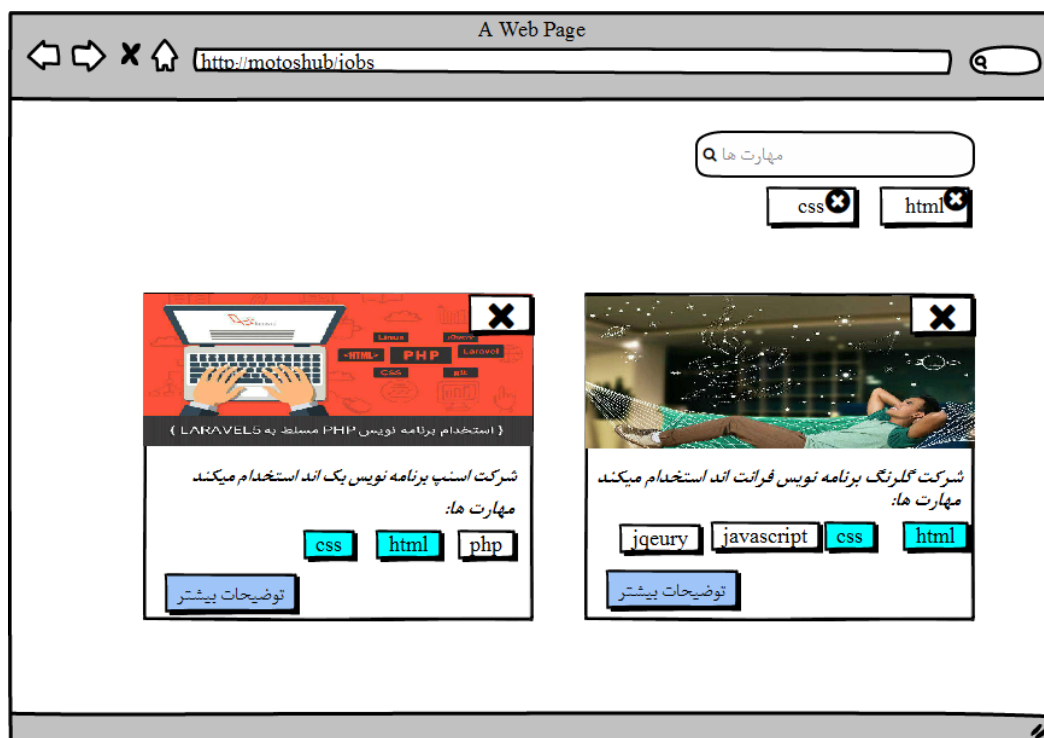 A Web Page
http://motoshub/jobs
مهارت ها
html
css
شرکت گلرنگ برنامه نویس فرانت اند استخدام میکند
مهارت ها:
html
css
javascript
jqeury
توضیحات بیشتر
Linux
jQuery
<HTML>
PHP
Laravel
CSS
git
( استخدام برنامه نویس PHP مسلط به LARAVEL5 )
شرکت اسنپ برنامه نویس بک اند استخدام میکند
مهارت ها:
php
html
css
توضیحات بیشتر